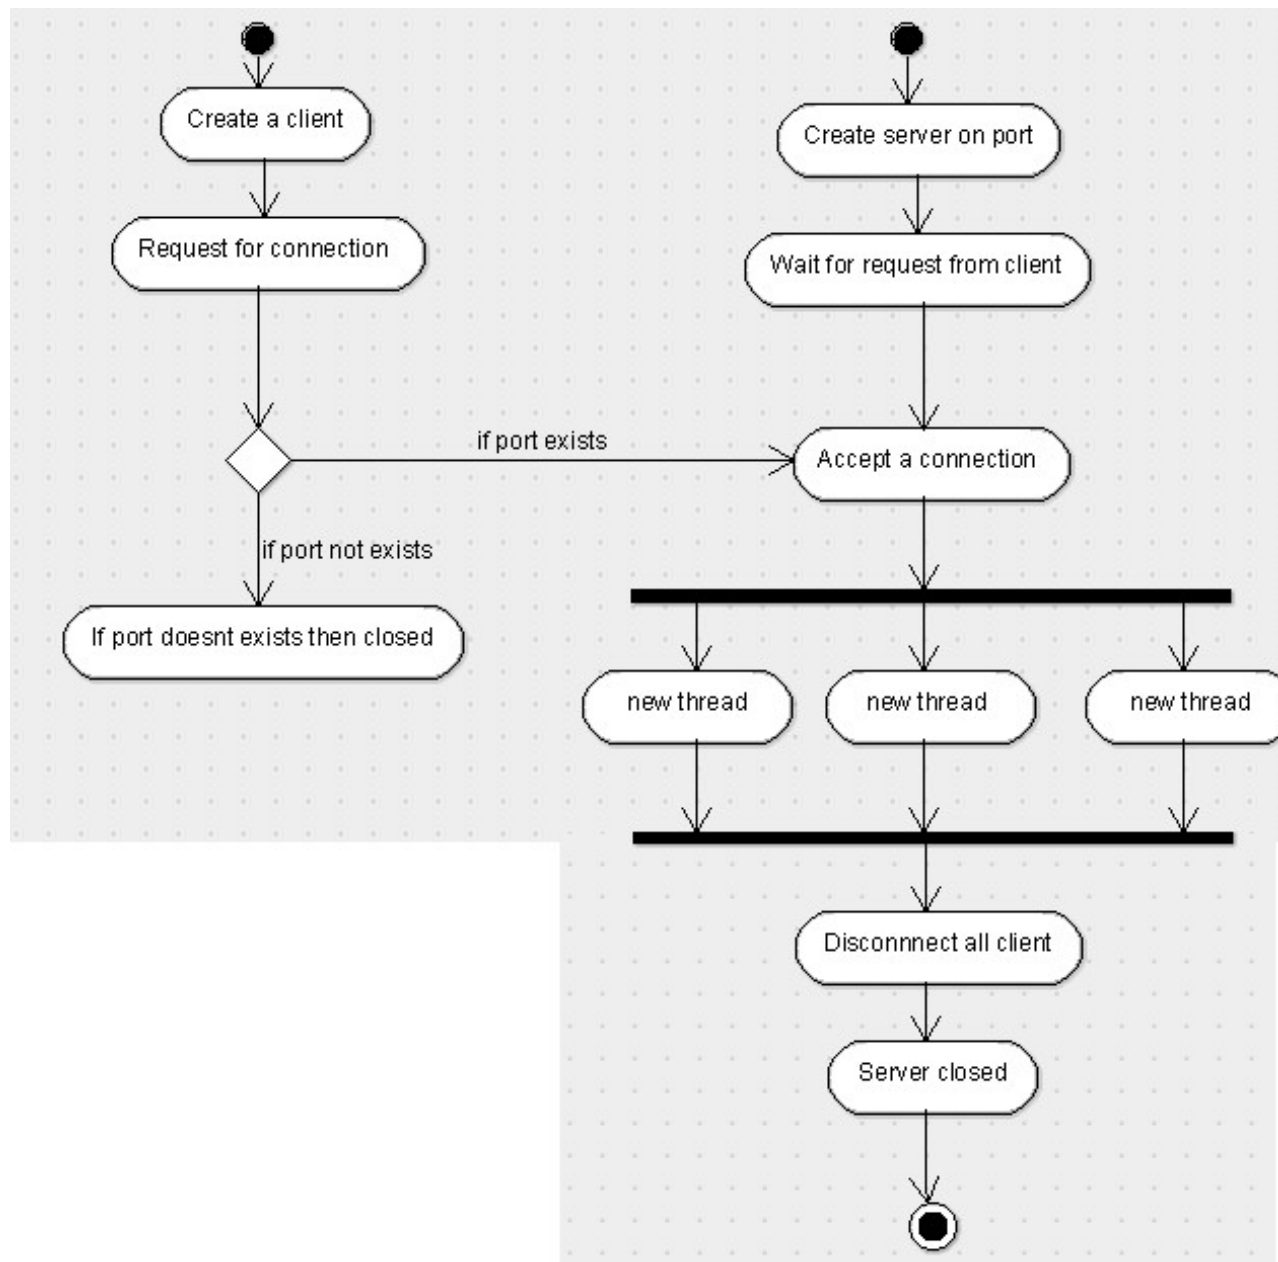 Create a client
Create server on port
Request for connection
Wait for request from client
if port exists
Accept a connection
if port not exists
If port doesnt exists then closed
new thread
new thread
new thread
Disconnnect all client
Server closed